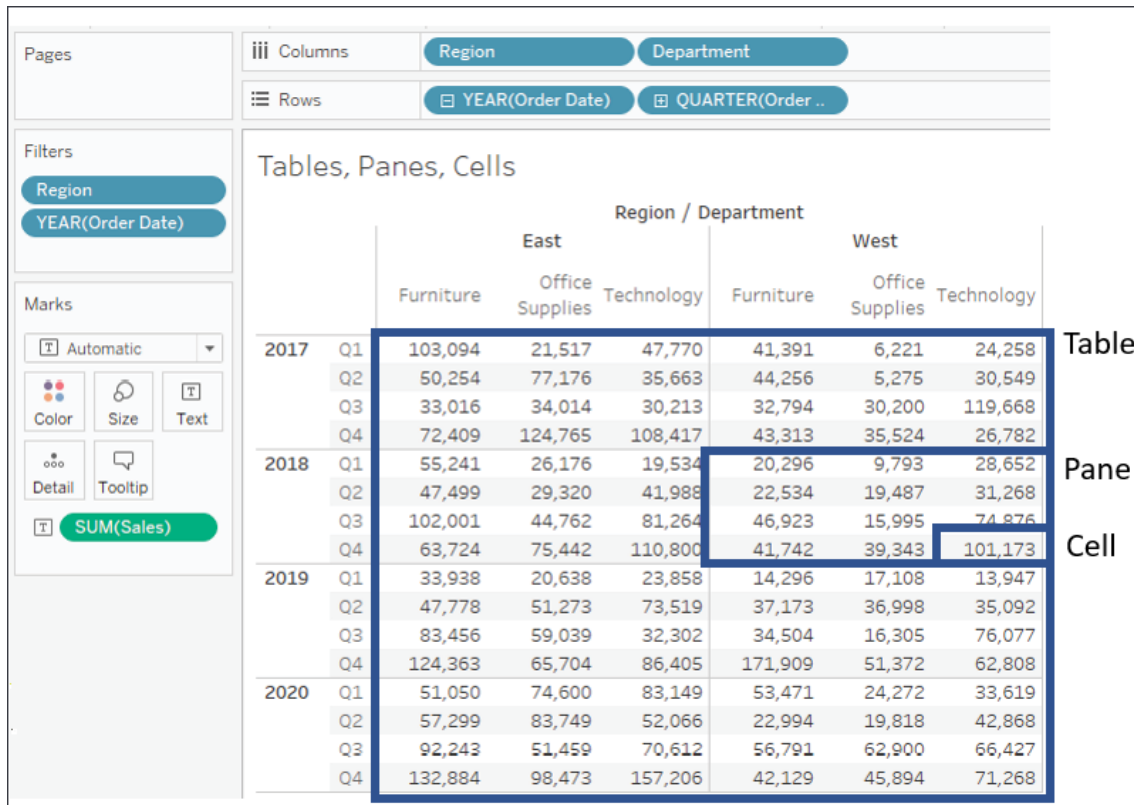 Pages
iii Columns Region Department
Rows YEAR(Order Date) QUARTER(Order ..
Filters
Region
YEAR(Order Date)
Marks
T Automatic
Color Size T Text
Detail Tooltip
T SUM(Sales)
Tables, Panes, Cells
Region / Department
East West
Furniture Office Supplies Technology Furniture Office Supplies Technology
2017 Q1 103,094 21,517 47,770 41,391 6,221 24,258 Table
Q2 50,254 77,176 35,663 44,256 5,275 30,549
Q3 33,016 34,014 30,213 32,794 30,200 119,668
Q4 72,409 124,765 108,417 43,313 35,524 26,782
2018 Q1 55,241 26,176 19,534 20,296 9,793 28,652 Pane
Q2 47,499 29,320 41,988 22,534 19,487 31,268
Q3 102,001 44,762 81,264 46,923 15,995 74,876
Q4 63,724 75,442 110,800 41,742 39,343 101,173 Cell
2019 Q1 33,938 20,638 23,858 14,296 17,108 13,947
Q2 47,778 51,273 73,519 37,173 36,998 35,092
Q3 83,456 59,039 32,302 34,504 16,305 76,077
Q4 124,363 65,704 86,405 171,909 51,372 62,808
2020 Q1 51,050 74,600 83,149 53,471 24,272 33,619
Q2 57,299 83,749 52,066 22,994 19,818 42,868
Q3 92,243 51,459 70,612 56,791 62,900 66,427
Q4 132,884 98,473 157,206 42,129 45,894 71,268